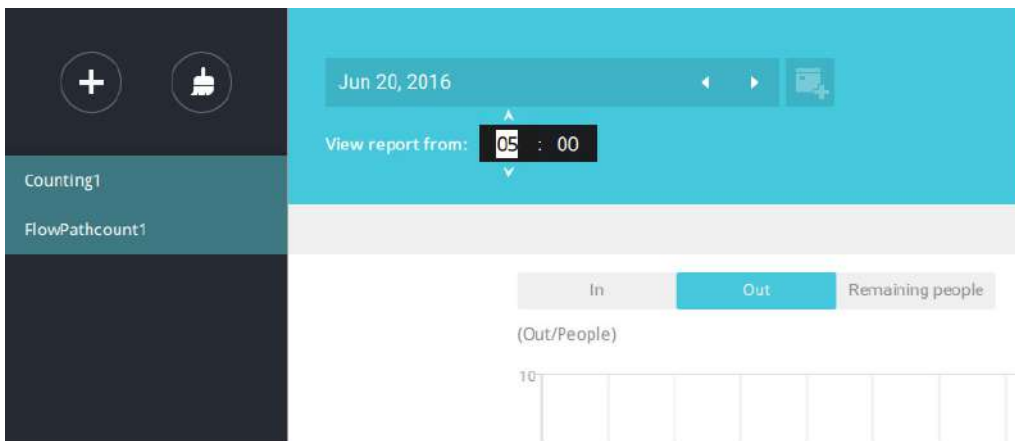 Jun 20, 2016
View report from: 05 : 00
Counting1
FlowPathcount1
In Out Remaining people
(Out/People)
10